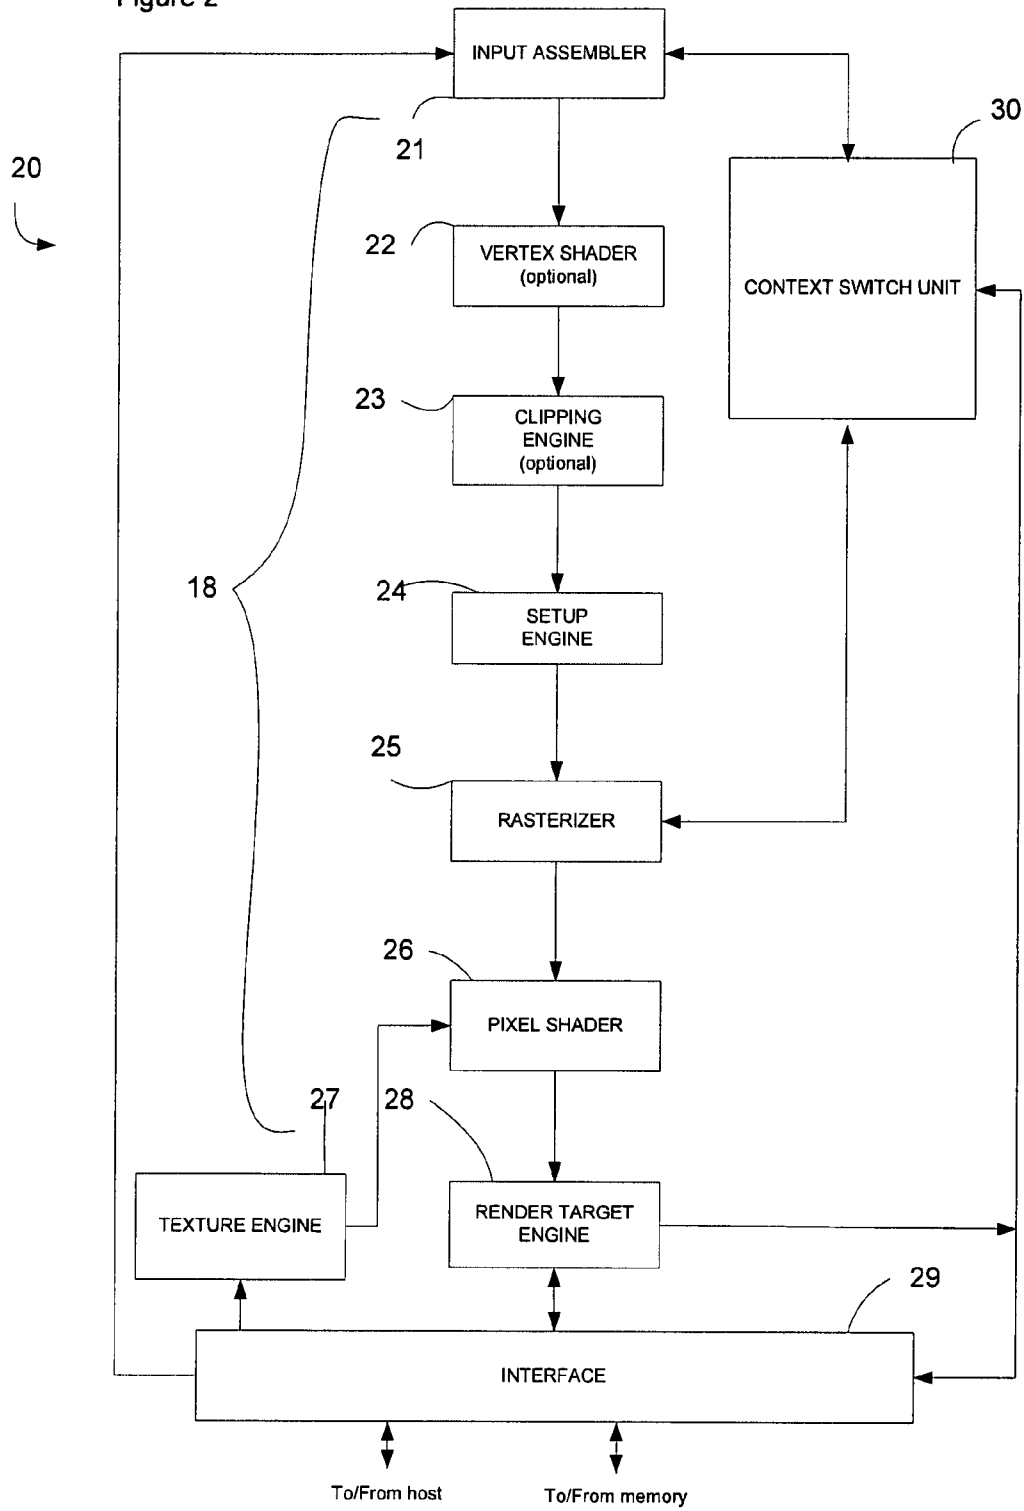 Figure 2
INPUT ASSEMBLER
30
21
20
22
VERTEX SHADER
(optional)
CONTEXT SWITCH UNIT
23
CLIPPING
ENGINE
(optional)
18
24
SETUP
ENGINE
25
RASTERIZER
26
PIXEL SHADER
27
28
TEXTURE ENGINE
RENDER TARGET
ENGINE
29
INTERFACE
To/From host
To/From memory